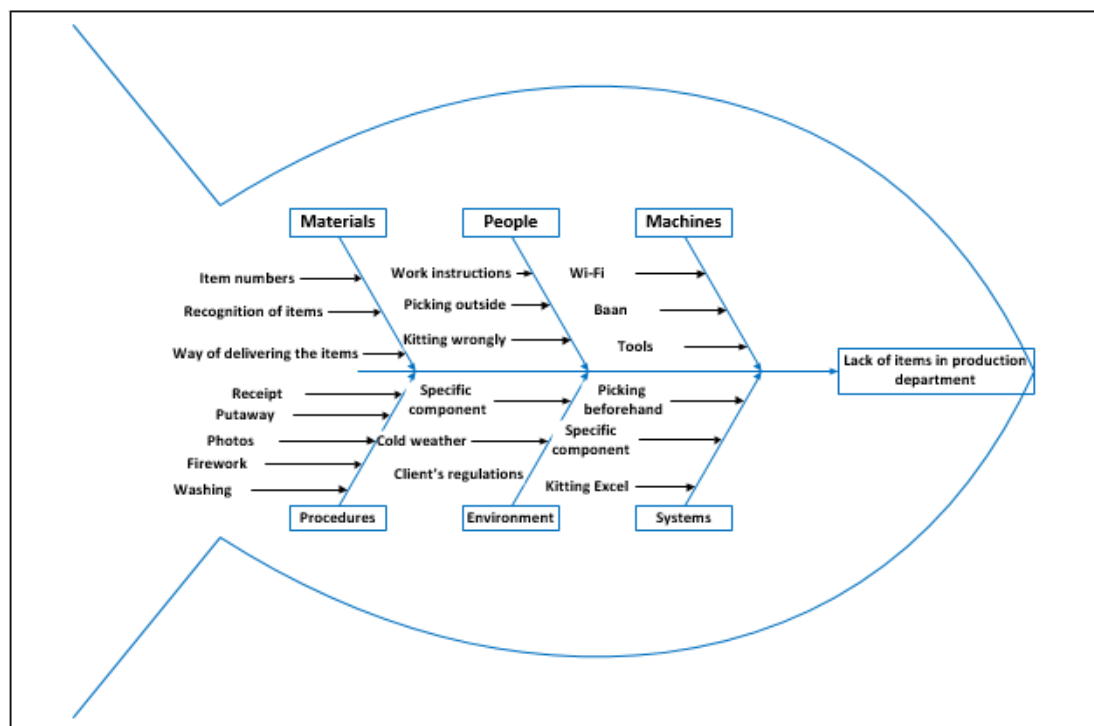 Materials
People
Machines
Item numbers
Recognition of items
Way of delivering the items
Work instructions
Picking outside
Kitting wrongly
Wi-Fi
Baan
Tools
Lack of items in production
department
Receipt
Putaway
Photos
Firework
Washing
Specific
component
Cold weather
Client's regulations
Picking
beforehand
Specific
component
Kitting Excel
Procedures
Environment
Systems